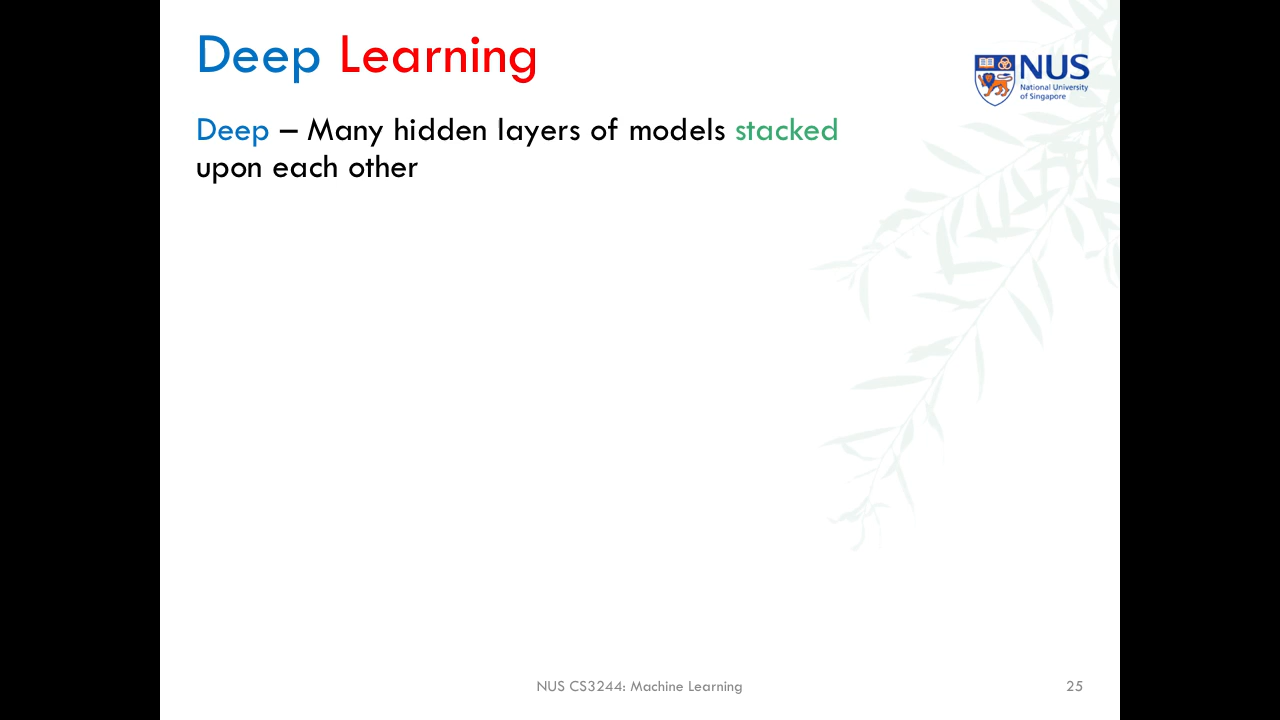 Deep Learning
NUS
National University
of Singapore
Deep – Many hidden layers of models stacked
upon each other
NUS CS3244: Machine Learning
25